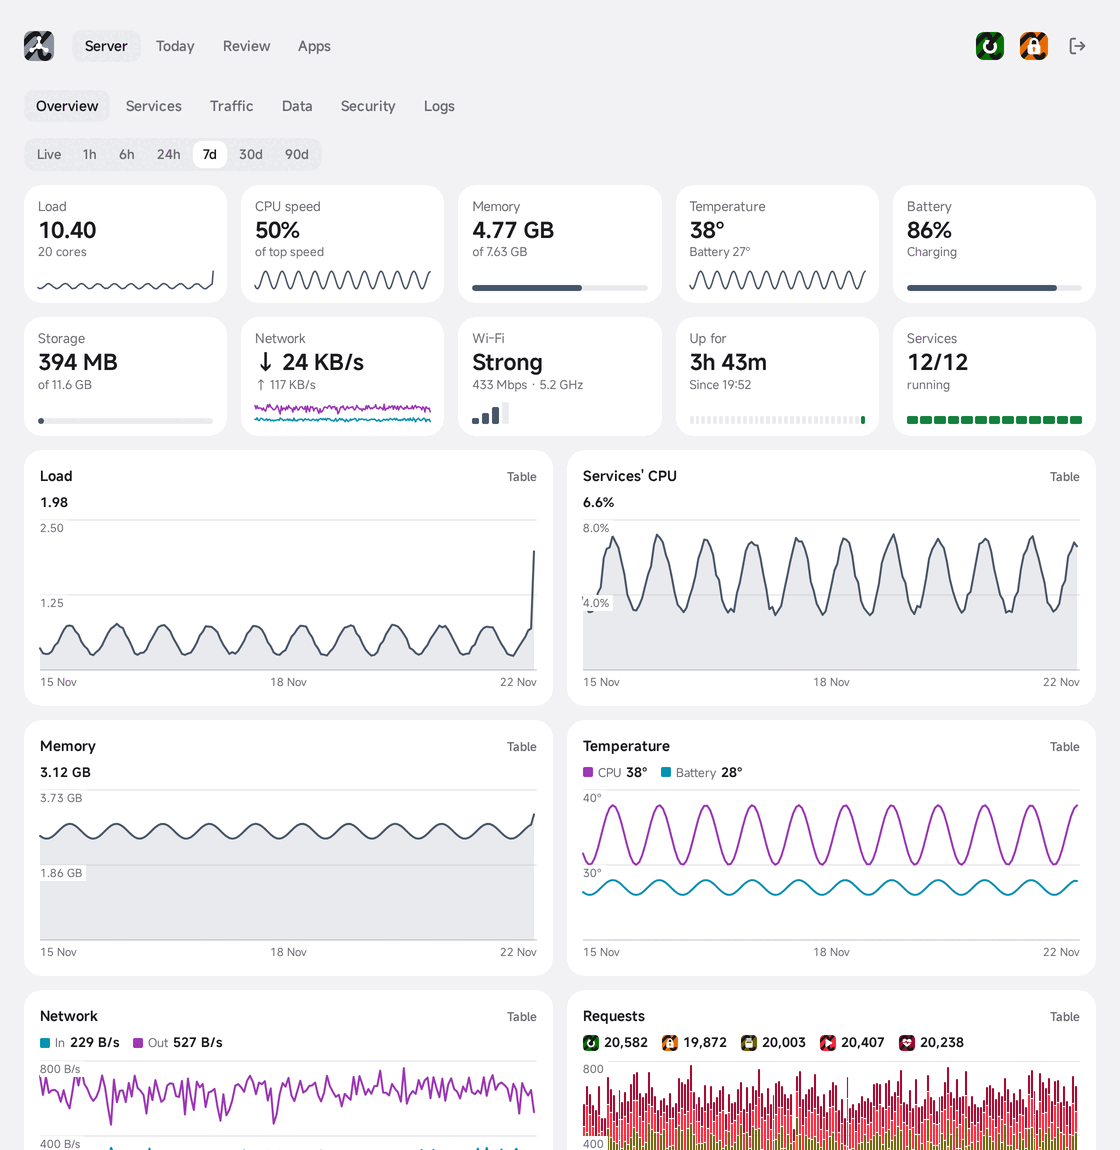 Server Today Review Apps
Overview Services Traffic Data Security Logs
Live 1h 6h 24h 7d 30d 90d
Load
10.40
20 cores
CPU speed
50%
of top speed
Memory
4.77 GB
of 7.63 GB
Temperature
38°
Battery 27°
Battery
86%
Charging
Storage
394 MB
of 11.6 GB
Network
↓ 24 KB/s
↑ 117 KB/s
Wi-Fi
Strong
433 Mbps · 5.2 GHz
Up for
3h 43m
Since 19:52
Services
12/12
running
Load Table
1.98
2.50
1.25
15 Nov 18 Nov 22 Nov
Services' CPU Table
6.6%
8.0%
4.0%
15 Nov 18 Nov 22 Nov
Memory Table
3.12 GB
3.73 GB
1.86 GB
15 Nov 18 Nov 22 Nov
Temperature Table
CPU 38° Battery 28°
40°
30°
15 Nov 18 Nov 22 Nov
Network Table
In 229 B/s Out 527 B/s
800 B/s
400 B/s
Requests Table
20,582 19,872 20,003 20,407 20,238
800
400